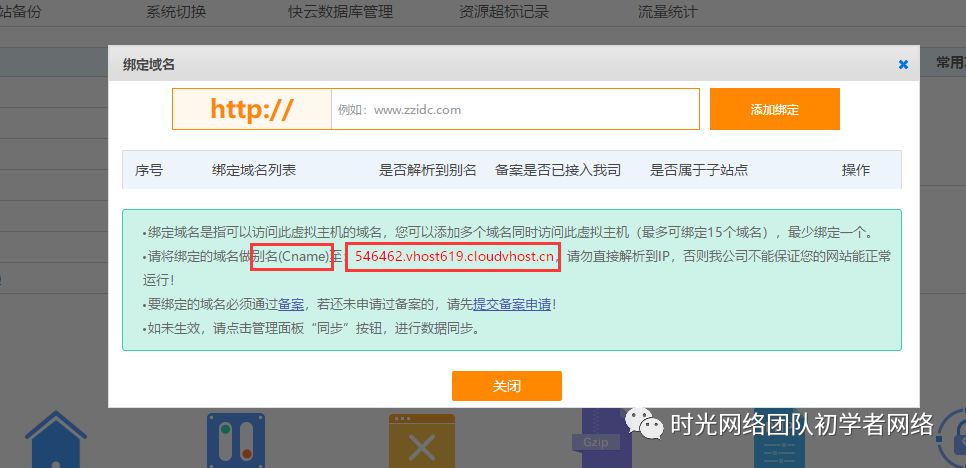 站备份 系统切换 快云数据库管理 资源超标记录 流量统计
绑定域名
常用
http:// 例如：www.zzidc.com 添加绑定
序号 绑定域名列表 是否解析到别名 备案是否已接入我司 是否属于子站点 操作
•绑定域名是指可以访问此虚拟主机的域名，您可以添加多个域名同时访问此虚拟主机（最多可绑定15个域名），最少绑定一个。
•请将绑定的域名做别名(Cname)至：546462.vhost619.cloudvhost.cn，请勿直接解析到IP，否则我公司不能保证您的网站能正常
运行！
•要绑定的域名必须通过备案，若还未申请过备案的，请先提交备案申请！
•如未生效，请点击管理面板“同步”按钮，进行数据同步。
关闭
Gzip
时光网络团队初学者网络